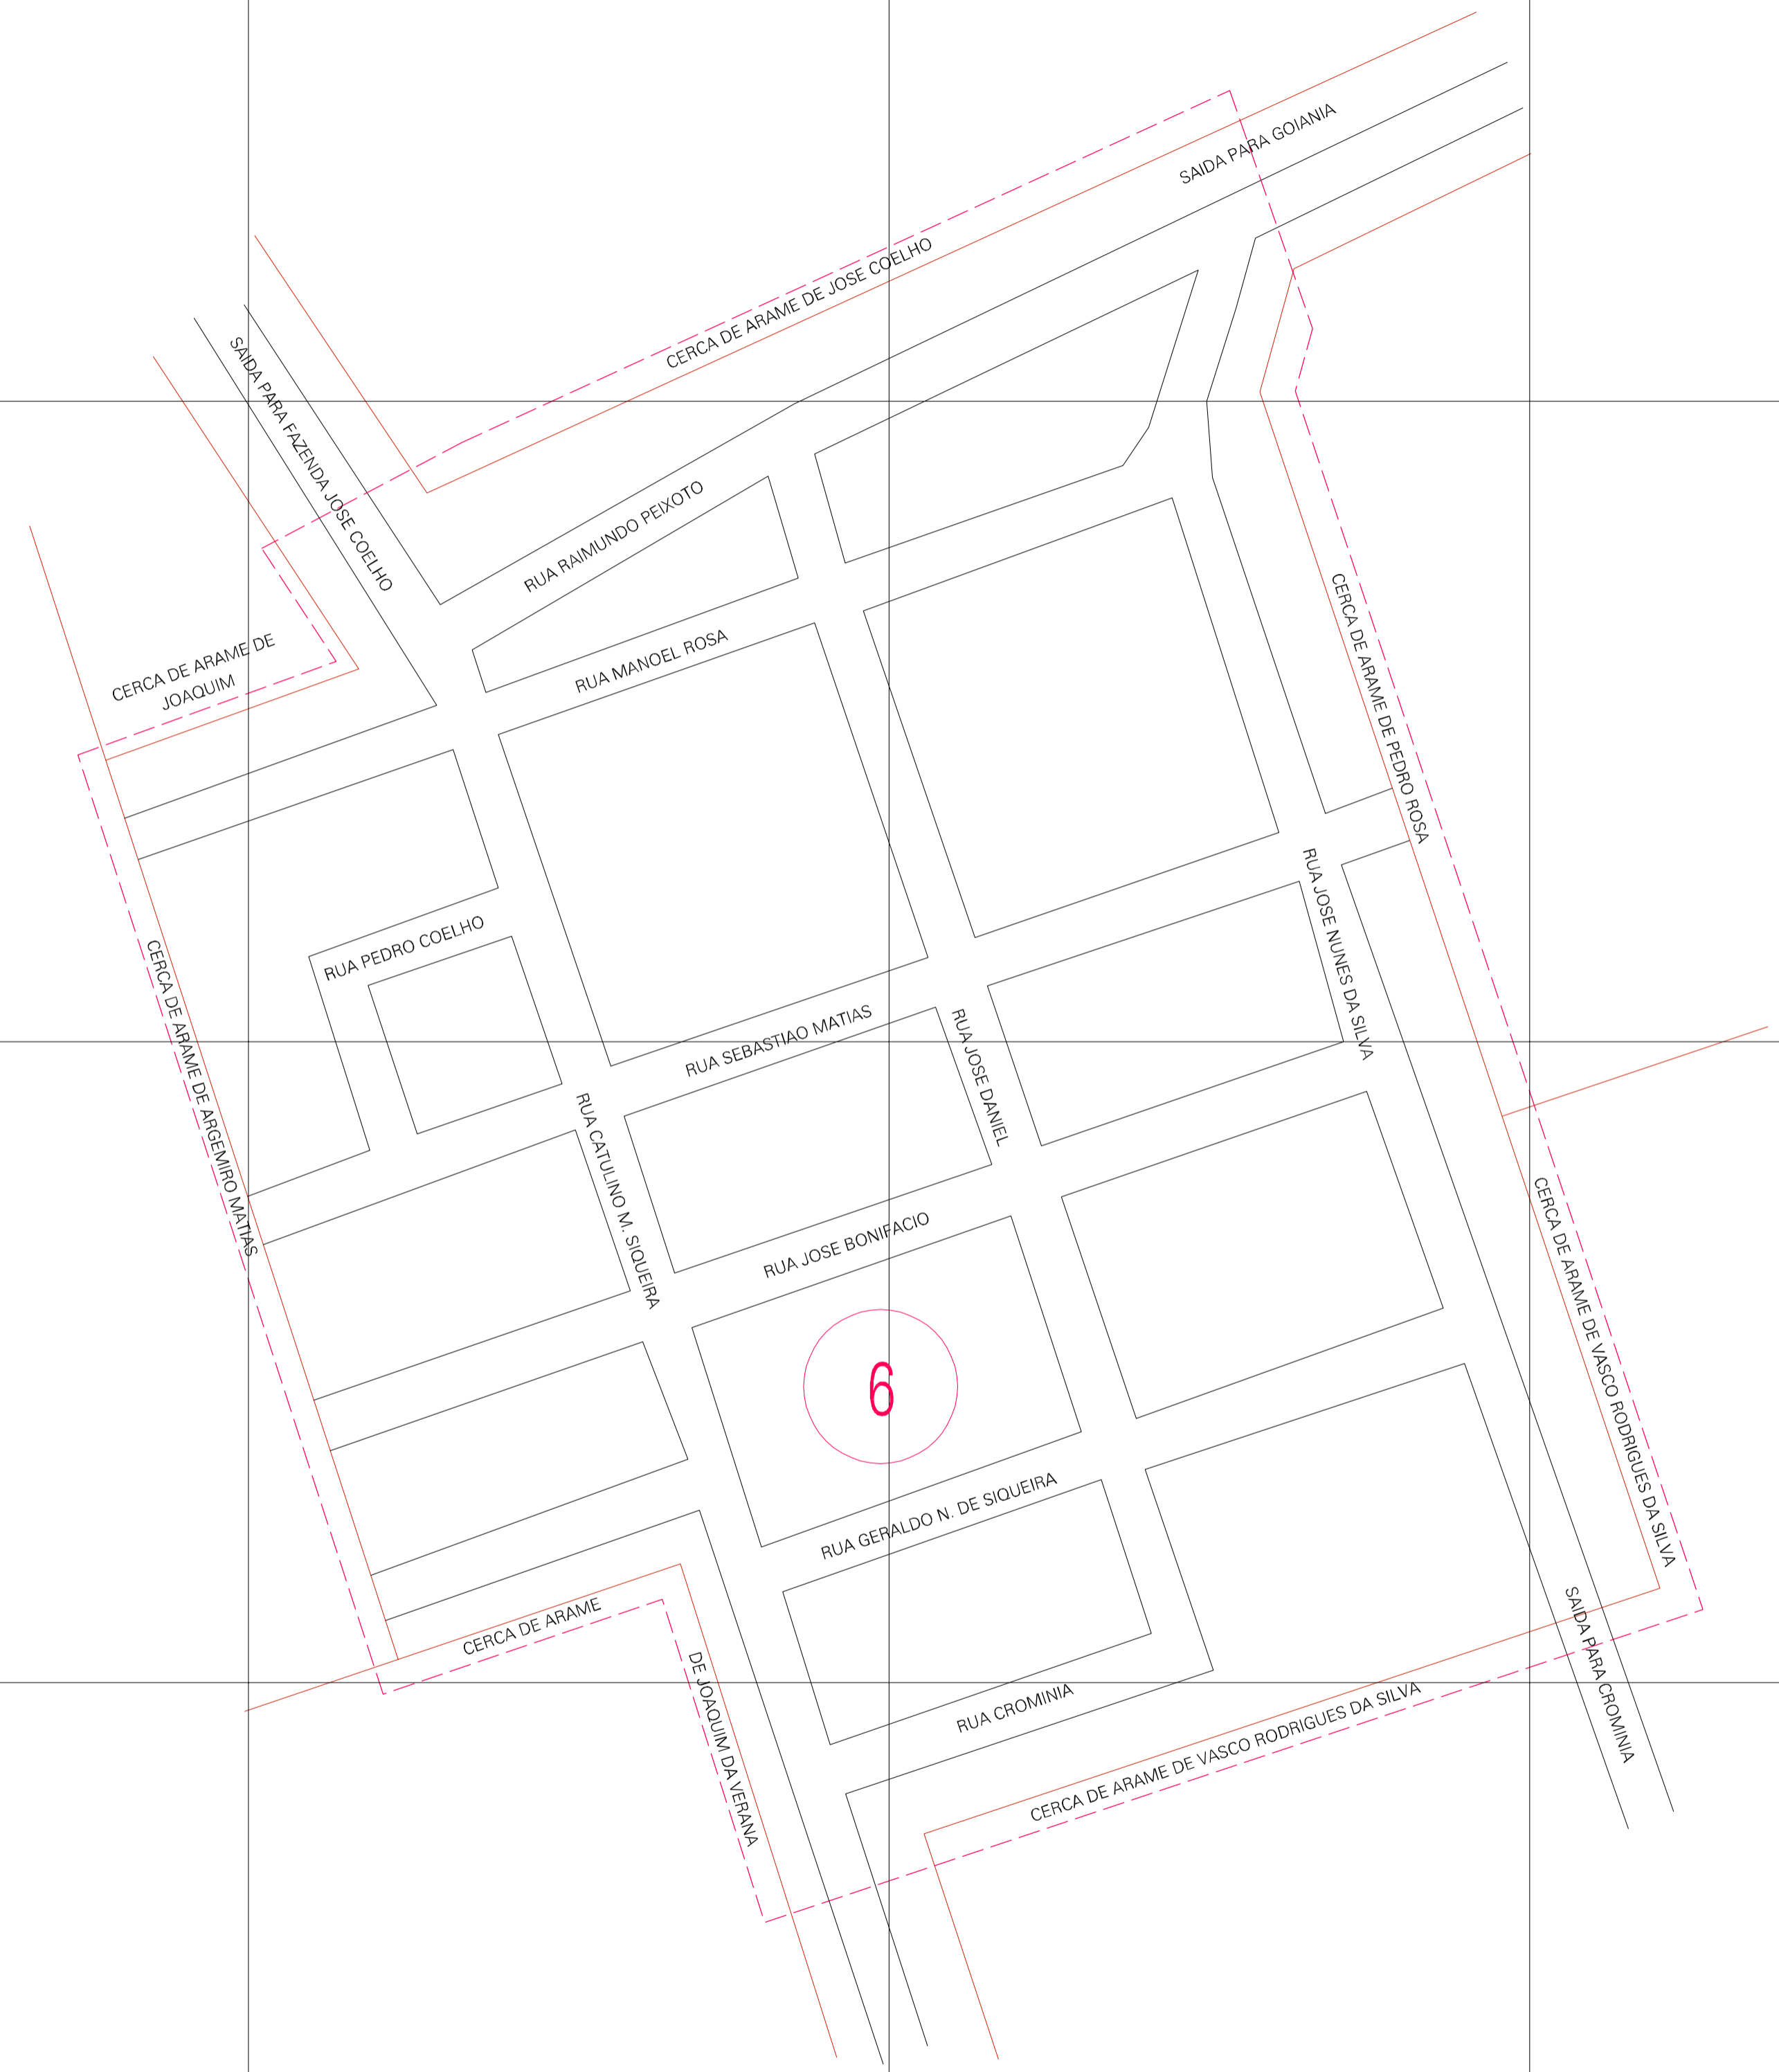 SAIDA PARA GOIANIA
CERCA DE ARAME DE JOSE COELHO
SAIDA PARA FAZENDA JOSE COELHO
RUA RAIMUNDO PEIXOTO
CERCA DE ARAME DE
JOAQUIM
RUA MANOEL ROSA
CERCA DE ARAME DE PEDRO ROSA
RUA JOSE NUNES DA SILVA
RUA PEDRO COELHO
CERCA DE ARAME DE ARGEMIRO MATIAS
RUA SEBASTIAO MATIAS
RUA JOSE DANIEL
RUA CATULINO M. SIQUEIRA
RUA JOSE BONIFACIO
CERCA DE ARAME DE VASCO RODRIGUES DA SILVA
6
RUA GERALDO N. DE SIQUEIRA
CERCA DE ARAME
DE JOAQUIM DA VERANA
SAIDA PARA CROMINIA
RUA CROMINIA
CERCA DE ARAME DE VASCO RODRIGUES DA SILVA